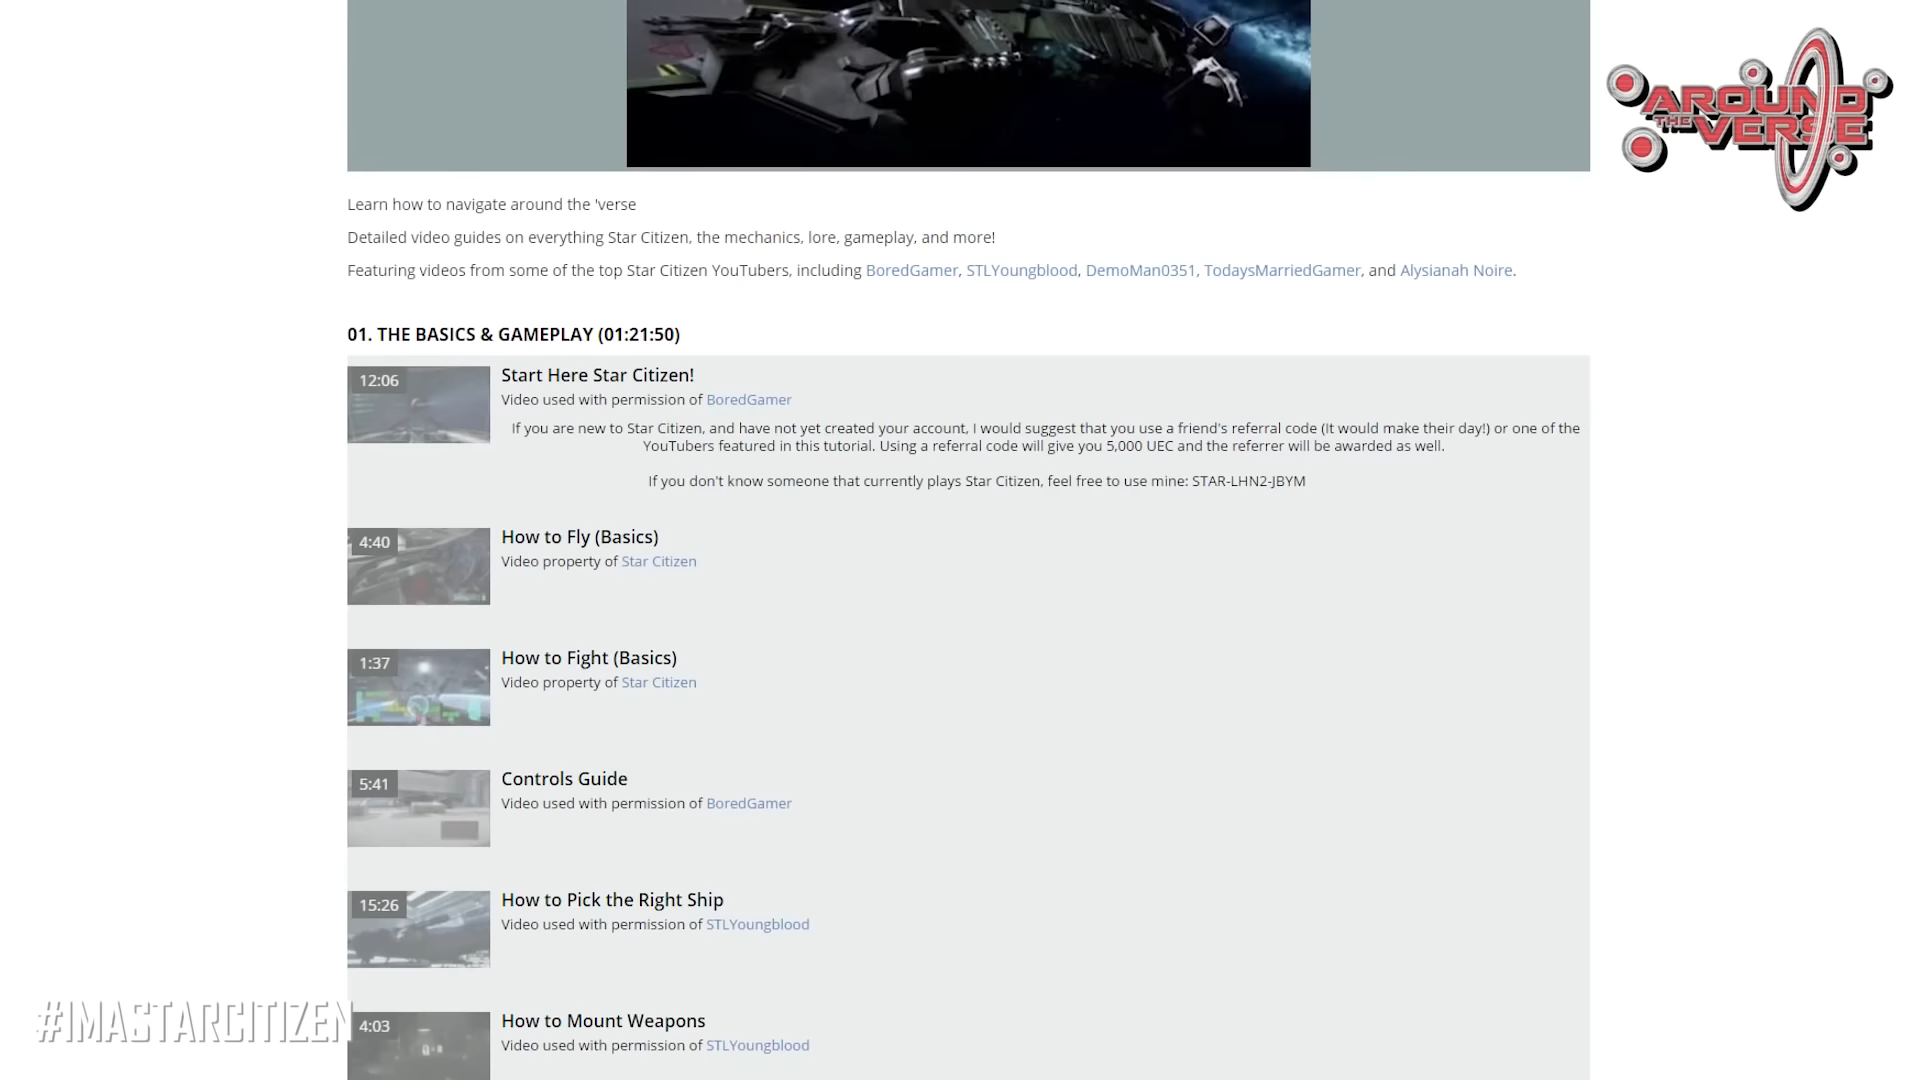 AROUND
THE VERSE
Learn how to navigate around the 'verse
Detailed video guides on everything Star Citizen, the mechanics, lore, gameplay, and more!
Featuring videos from some of the top Star Citizen YouTubers, including BoredGamer, STLYoungblood, DemoMan0351, TodaysMarriedGamer, and Alysianah Noire.
01. THE BASICS & GAMEPLAY (01:21:50)
12:06
Start Here Star Citizen!
Video used with permission of BoredGamer
If you are new to Star Citizen, and have not yet created your account, I would suggest that you use a friend's referral code (It would make their day!) or one of the
YouTubers featured in this tutorial. Using a referral code will give you 5,000 UEC and the referrer will be awarded as well.
If you don't know someone that currently plays Star Citizen, feel free to use mine: STAR-LHN2-JBYM
4:40
How to Fly (Basics)
Video property of Star Citizen
1:37
How to Fight (Basics)
Video property of Star Citizen
5:41
Controls Guide
Video used with permission of BoredGamer
15:26
How to Pick the Right Ship
Video used with permission of STLYoungblood
4:03
How to Mount Weapons
Video used with permission of STLYoungblood
#IMASTARCITIZEN